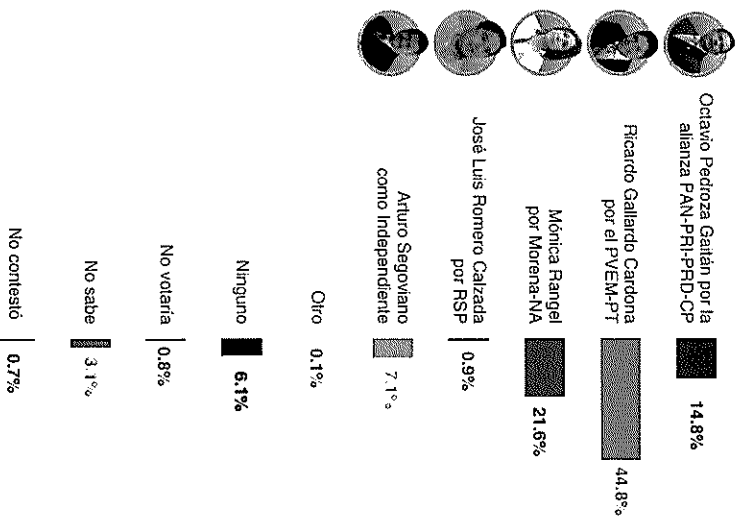 Octavio Pedroza Gaitán por la
alianza PAN-PRI-PRD-CP
14.8%
Ricardo Gallardo Cardona
por el PVEM-PT
44.8%
Mónica Rangel
por Morena-NA
21.6%
José Luis Romero Calzada
por RSP
0.9%
Arturo Segoviano
como Independiente
7.1%
Otro
0.1%
Ninguno
6.1%
No votaría
0.8%
No sabe
3.1%
No contestó
0.7%